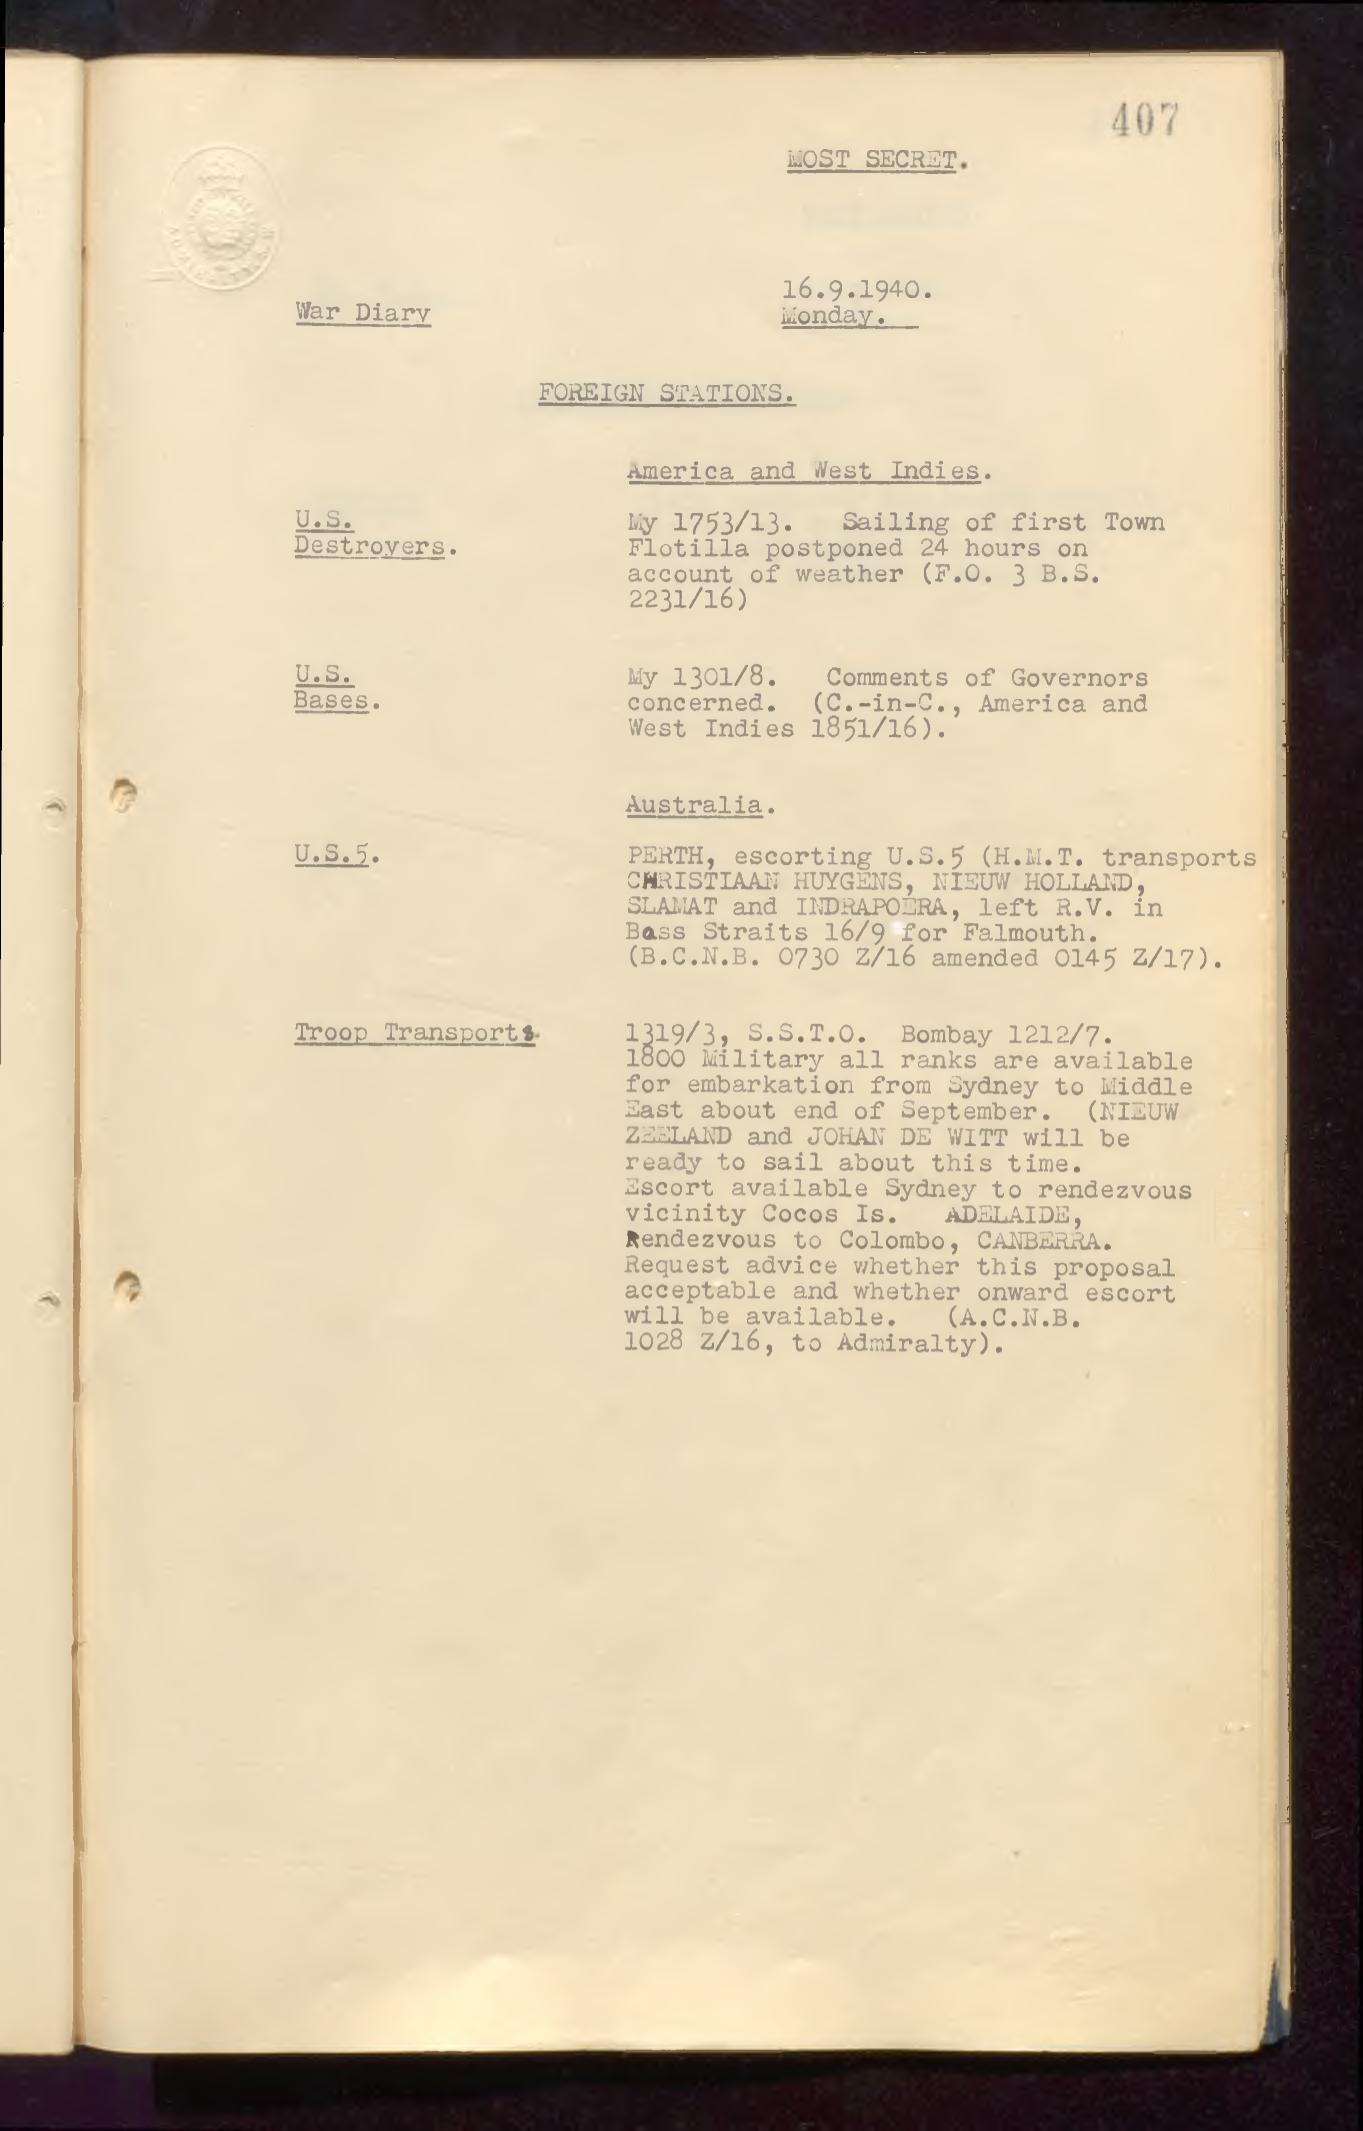 407
MOST SECRET.
War Diary
16.9.1940.
Monday.
FOREIGN STATIONS.
America and West Indies.
U.S.
Destroyers.
My 1753/13. Sailing of first Town
Flotilla postponed 24 hours on
account of weather (F.O. 3 B.S.
2231/16)
U.S.
Bases.
My 1301/8. Comments of Governors
concerned. (C.-in-C., America and
West Indies 1851/16).
Australia.
U.S.5.
PERTH, escorting U.S.5 (H.M.T. transports
CHRISTIAAN HUYGENS, NIEUW HOLLAND,
SLAMAT and INDRAPOERA, left R.V. in
Bass Straits 16/9 for Falmouth.
(B.C.N.B. 0730 Z/16 amended 0145 Z/17).
Troop Transports
1319/3, S.S.T.O. Bombay 1212/7.
1800 Military all ranks are available
for embarkation from Sydney to Middle
East about end of September. (NIEUW
ZEELAND and JOHAN DE WITT will be
ready to sail about this time.
Escort available Sydney to rendezvous
vicinity Cocos Is. ADELAIDE,
Rendezvous to Colombo, CANBERRA.
Request advice whether this proposal
acceptable and whether onward escort
will be available. (A.C.N.B.
1028 Z/16, to Admiralty).